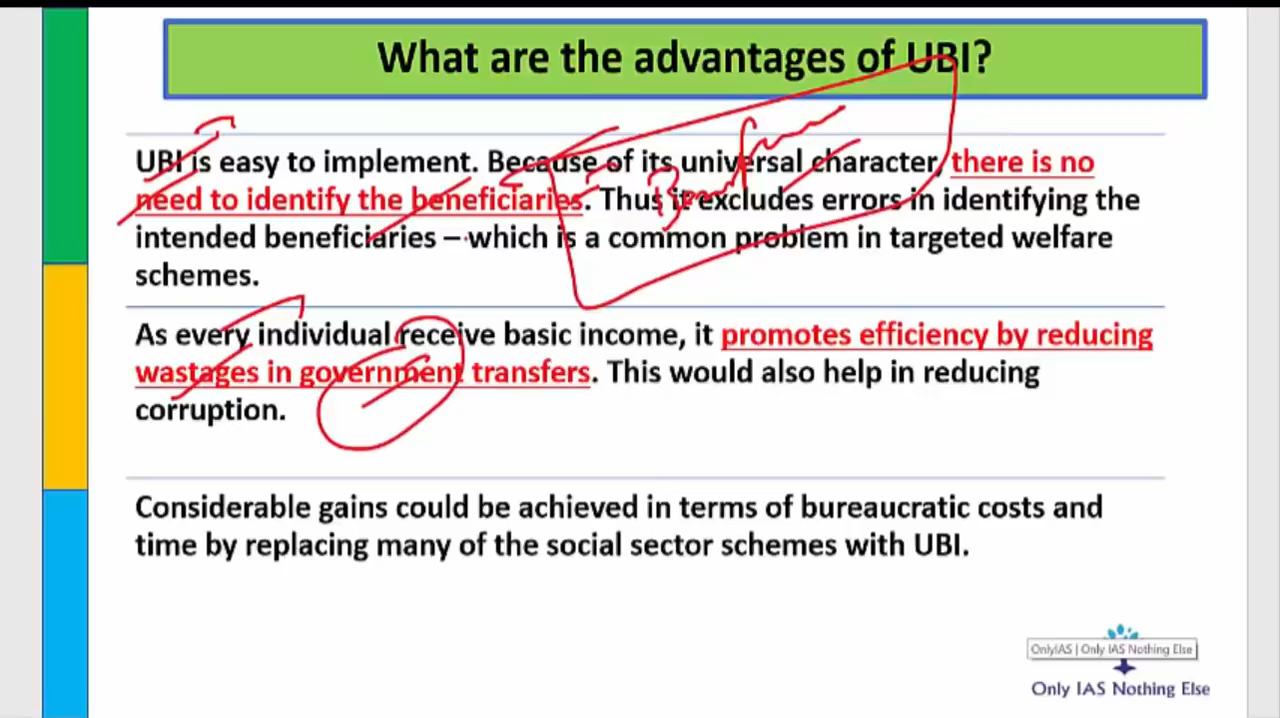 What are the advantages of UBI?
UBI is easy to implement. Because of its universal character, there is no
need to identify the beneficiaries. Thus it excludes errors in identifying the
intended beneficiaries – which is a common problem in targeted welfare
schemes.
As every individual receive basic income, it promotes efficiency by reducing
wastages in government transfers. This would also help in reducing
corruption.
Considerable gains could be achieved in terms of bureaucratic costs and
time by replacing many of the social sector schemes with UBI.
OnlyIAS | Only IAS Nothing Else
Only IAS Nothing Else